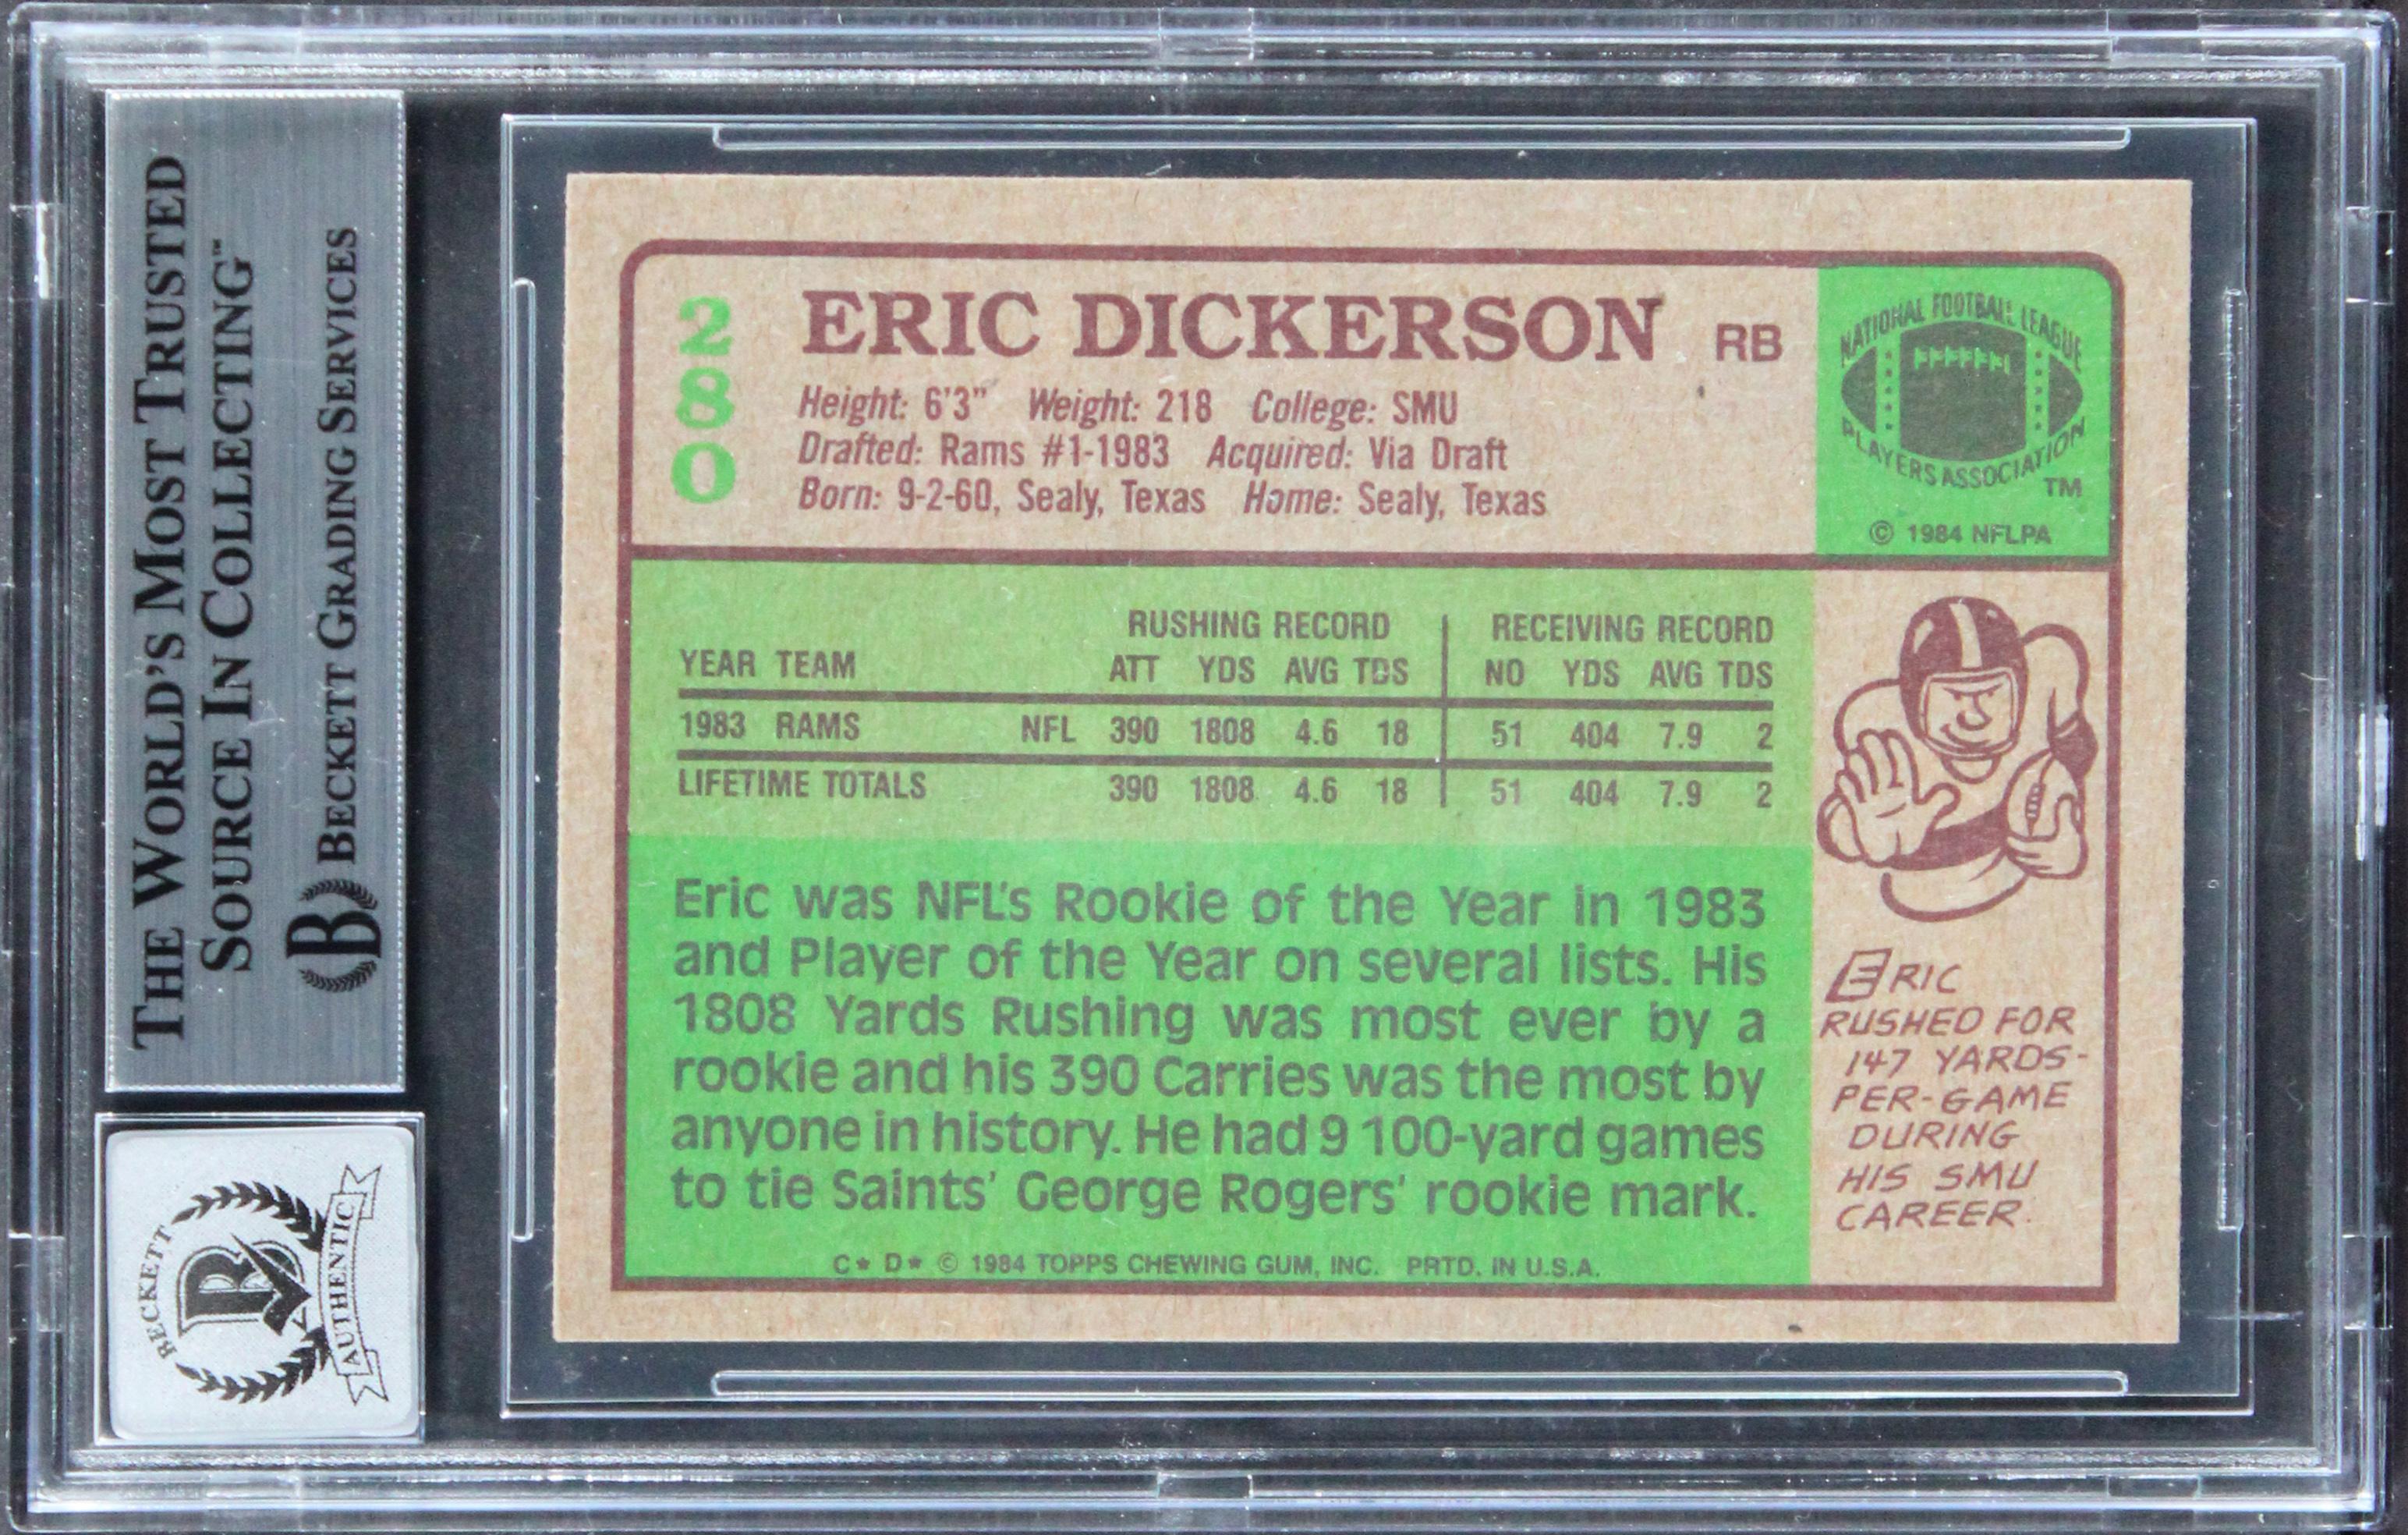 THE WORLD'S MOST TRUSTED
SOURCE IN COLLECTING™
BECKETT GRADING SERVICES
BECKETT
B
AUTHENTIC
280
ERIC DICKERSON RB
Height: 6'3" Weight: 218 College: SMU
Drafted: Rams #1-1983 Acquired: Via Draft
Born: 9-2-60, Sealy, Texas Home: Sealy, Texas
NATIONAL FOOTBALL LEAGUE
PLAYERS ASSOCIATION
TM
© 1984 NFLPA
RUSHING RECORD RECEIVING RECORD
YEAR TEAM ATT YDS AVG TDS NO YDS AVG TDS
1983 RAMS NFL 390 1808 4.6 18 51 404 7.9 2
LIFETIME TOTALS 390 1808 4.6 18 51 404 7.9 2
Eric was NFL's Rookie of the Year in 1983
and Player of the Year on several lists. His
1808 Yards Rushing was most ever by a
rookie and his 390 Carries was the most by
anyone in history. He had 9 100-yard games
to tie Saints' George Rogers' rookie mark.
C* D* © 1984 TOPPS CHEWING GUM, INC. PRTD. IN U.S.A.
ERIC
RUSHED FOR
147 YARDS-
PER-GAME
DURING
HIS SMU
CAREER.